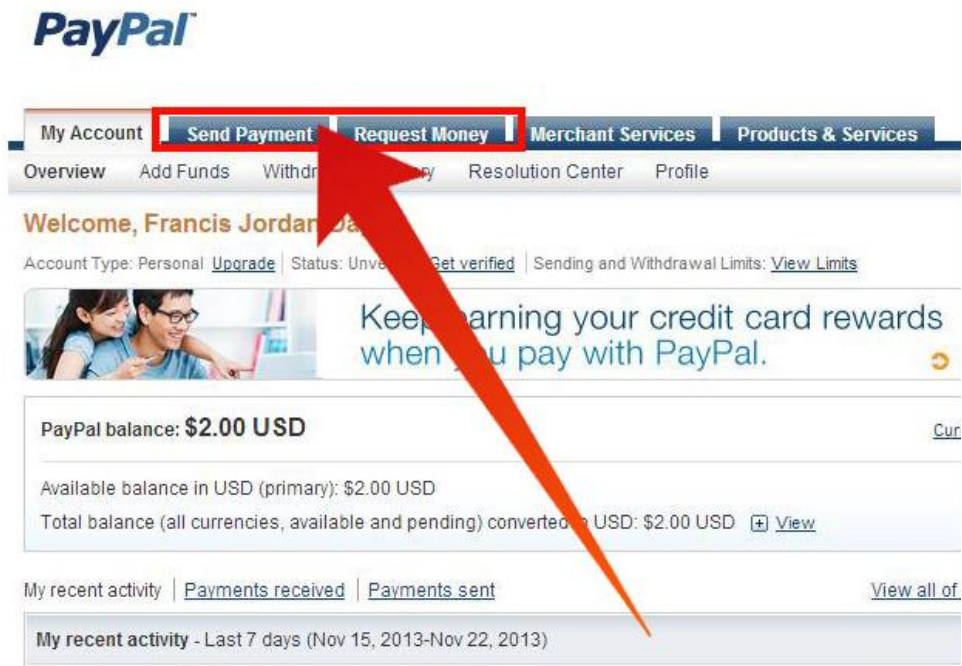 PayPal
My Account Send Payment Request Money Merchant Services Products & Services
Overview Add Funds Resolution Center Profile
Welcome, Francis Jordan
Account Type: Personal Upgrade | Status: Get verified | Sending and Withdrawal Limits: View Limits
Keep earning your credit card rewards
when you pay with PayPal.
PayPal balance: $2.00 USD
Available balance in USD (primary): $2.00 USD
Total balance (all currencies, available and pending) converted USD: $2.00 USD View
My recent activity | Payments received | Payments sent View all of
My recent activity - Last 7 days (Nov 15, 2013-Nov 22, 2013)